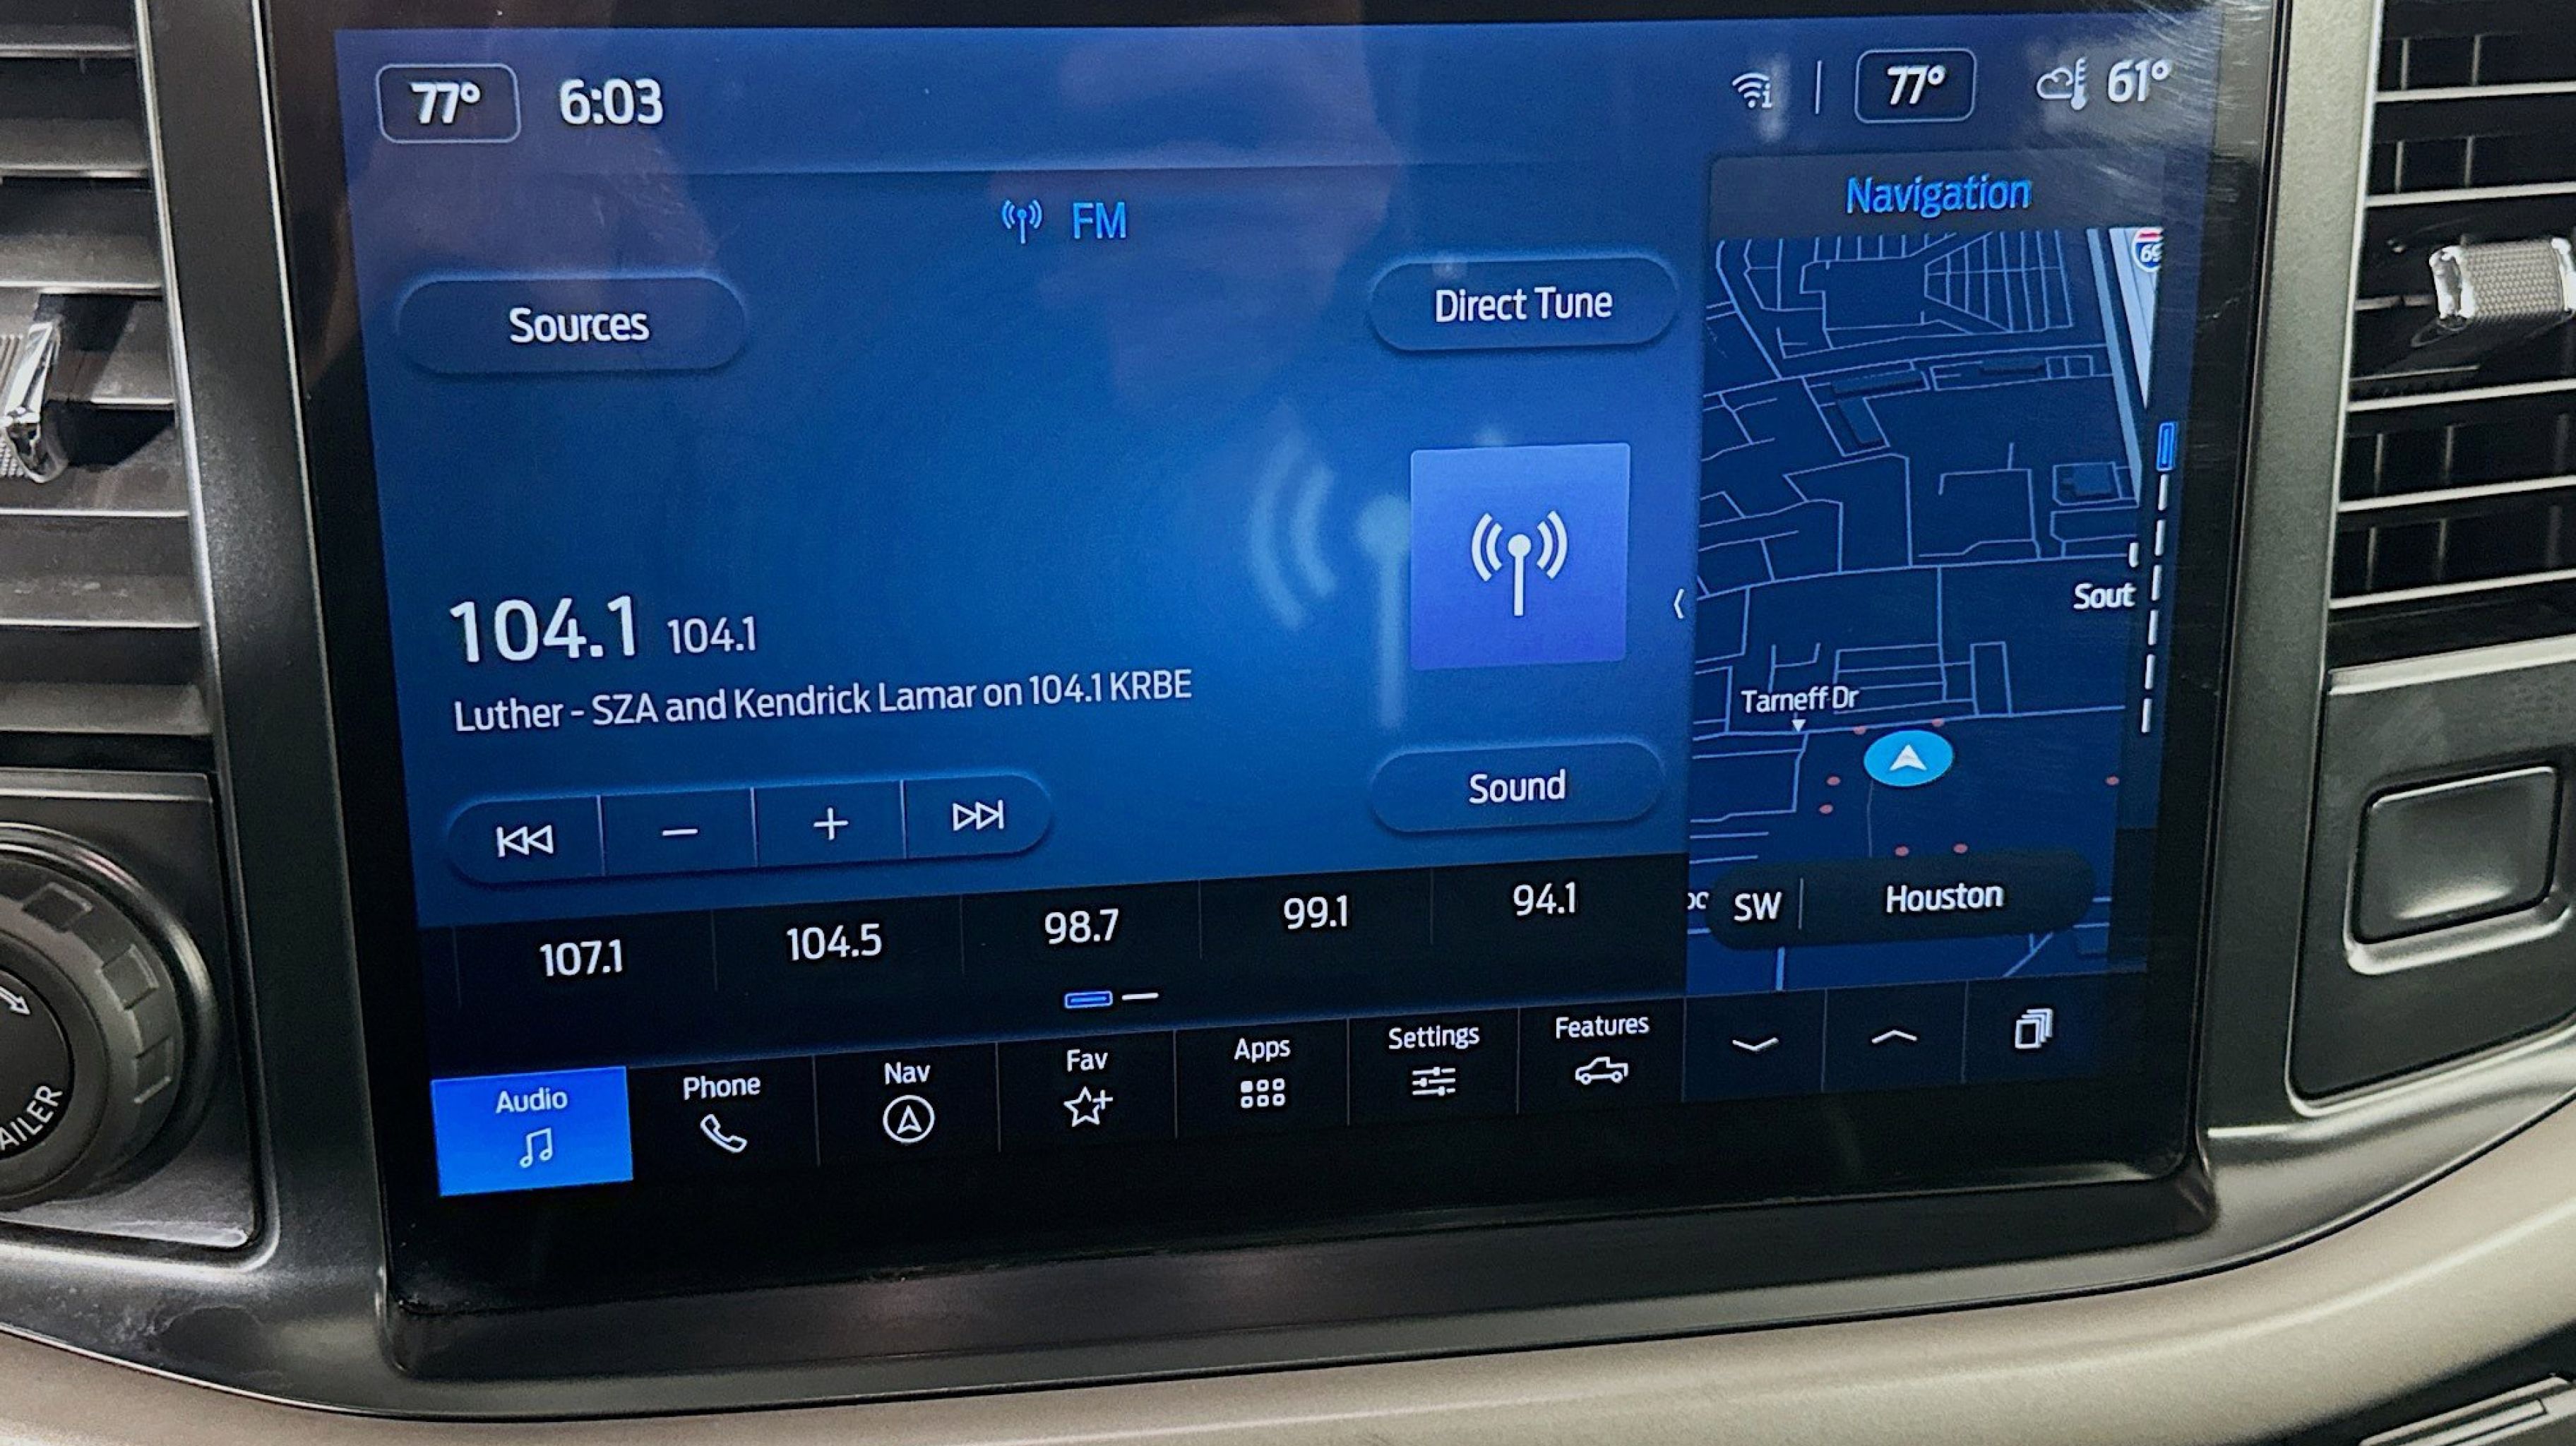 77° 6:03 77° 61°
FM
Navigation
69
Sources
Direct Tune
104.1 104.1
Luther - SZA and Kendrick Lamar on 104.1 KRBE
Sout
Tarneff Dr
Sound
SW Houston
107.1 104.5 98.7 99.1 94.1
Audio Phone Nav Fav Apps Settings Features
AILER